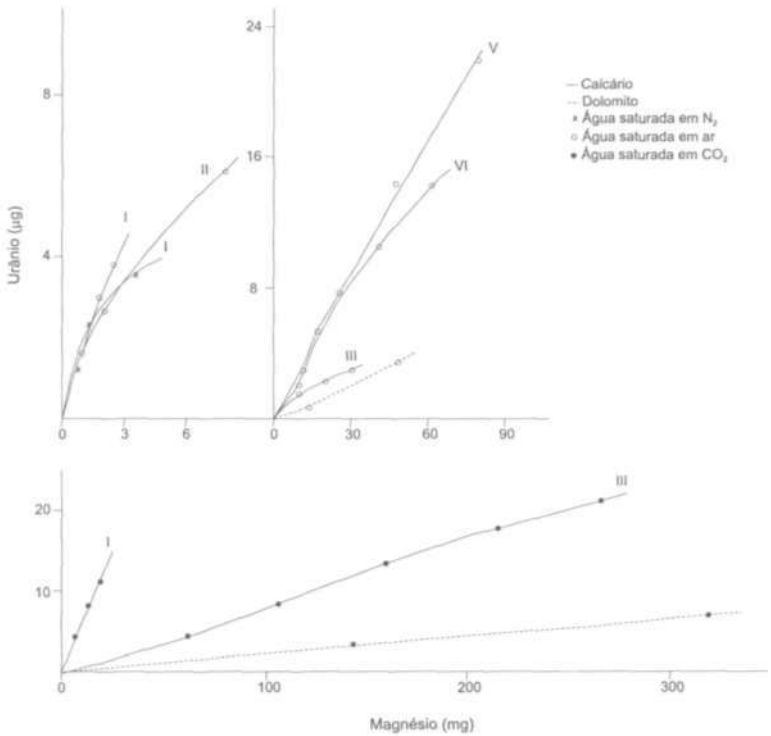 24
V
8
16
VI
II
I
I
4
8
III
Urânio (µg)
0
3
6
0
30
60
90
— Calcário
---- Dolomito
Água saturada em N₂
○ Água saturada em ar
● Água saturada em CO₂
III
20
I
10
0
100
200
300
Magnésio (mg)